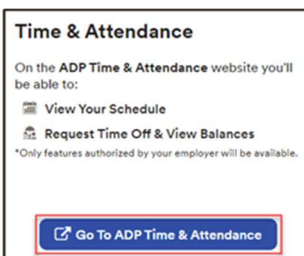 Time & Attendance
On the ADP Time & Attendance website you'll
be able to:
View Your Schedule
Request Time Off & View Balances
*Only features authorized by your employer will be available.
Go To ADP Time & Attendance